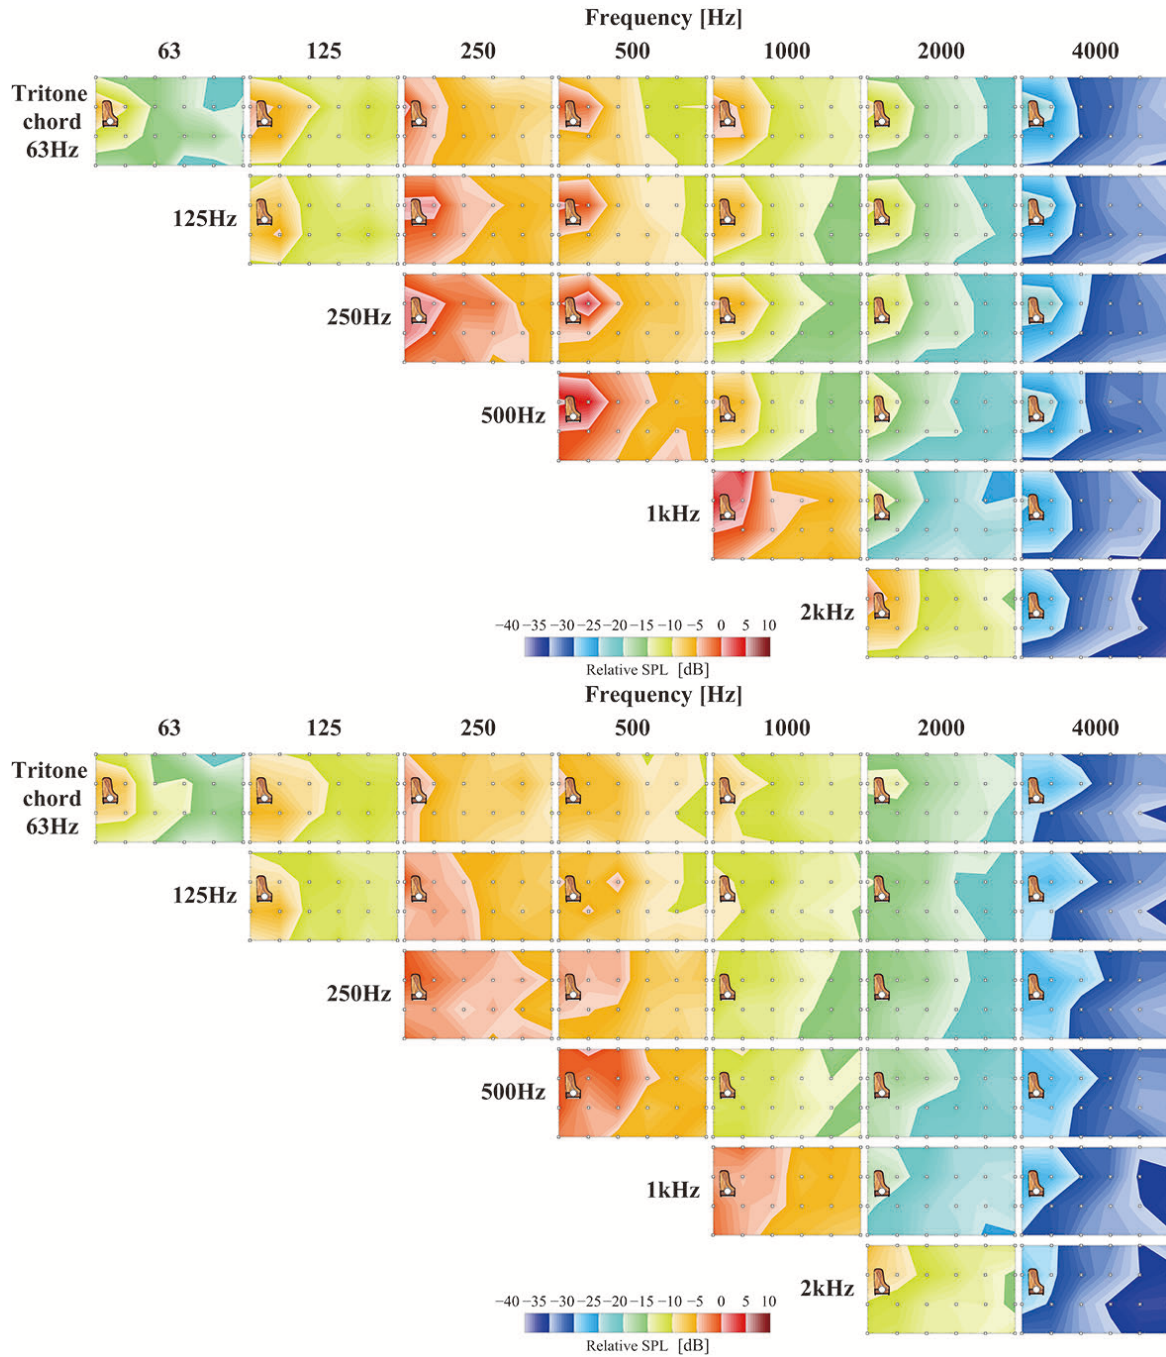 Frequency [Hz]
63 125 250 500 1000 2000 4000
Tritone
chord
63Hz
125Hz
250Hz
500Hz
1kHz
2kHz
−40 −35 −30 −25 −20 −15 −10 −5 0 5 10
Relative SPL [dB]
Frequency [Hz]
63 125 250 500 1000 2000 4000
Tritone
chord
63Hz
125Hz
250Hz
500Hz
1kHz
2kHz
−40 −35 −30 −25 −20 −15 −10 −5 0 5 10
Relative SPL [dB]